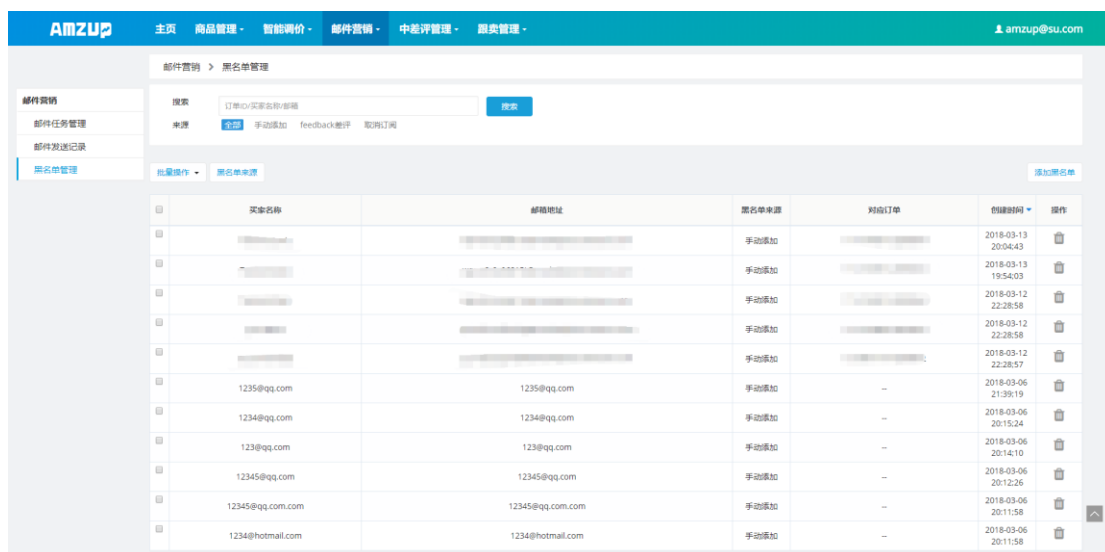 AMZUP 主页 商品管理 智能调价 邮件营销 中差评管理 跟卖管理 amzup@su.com
邮件营销 > 黑名单管理
邮件营销
邮件任务管理
邮件发送记录
黑名单管理
搜索 订单ID/买家名称/邮箱 搜索
来源 全部 手动添加 feedback差评 取消订阅
批量操作 黑名单来源 添加黑名单
买家名称 邮箱地址 黑名单来源 对应订单 创建时间 操作
手动添加 2018-03-13 20:04:43
手动添加 2018-03-13 19:54:03
手动添加 2018-03-12 22:28:58
手动添加 2018-03-12 22:28:58
手动添加 2018-03-12 22:28:57
1235@qq.com 1235@qq.com 手动添加 -- 2018-03-06 21:39:19
1234@qq.com 1234@qq.com 手动添加 -- 2018-03-06 20:15:24
123@qq.com 123@qq.com 手动添加 -- 2018-03-06 20:14:10
12345@qq.com 12345@qq.com 手动添加 -- 2018-03-06 20:12:26
12345@qq.com.com 12345@qq.com.com 手动添加 -- 2018-03-06 20:11:58
1234@hotmail.com 1234@hotmail.com 手动添加 -- 2018-03-06 20:11:58